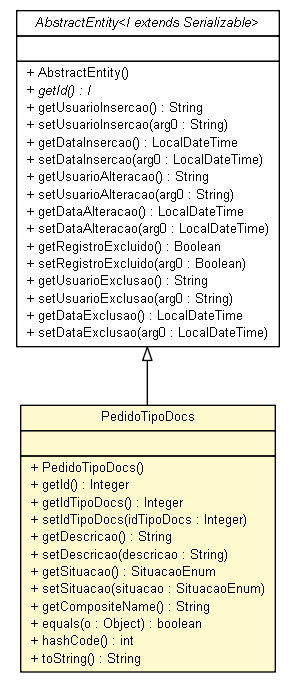 AbstractEntity<I extends Serializable>
+ AbstractEntity()
+ getId() : I
+ getUsuarioInsercao() : String
+ setUsuarioInsercao(arg0 : String)
+ getDataInsercao() : LocalDateTime
+ setDataInsercao(arg0 : LocalDateTime)
+ getUsuarioAlteracao() : String
+ setUsuarioAlteracao(arg0 : String)
+ getDataAlteracao() : LocalDateTime
+ setDataAlteracao(arg0 : LocalDateTime)
+ getRegistroExcluido() : Boolean
+ setRegistroExcluido(arg0 : Boolean)
+ getUsuarioExclusao() : String
+ setUsuarioExclusao(arg0 : String)
+ getDataExclusao() : LocalDateTime
+ setDataExclusao(arg0 : LocalDateTime)
PedidoTipoDocs
+ PedidoTipoDocs()
+ getId() : Integer
+ getIdTipoDocs() : Integer
+ setIdTipoDocs(idTipoDocs : Integer)
+ getDescricao() : String
+ setDescricao(descricao : String)
+ getSituacao() : SituacaoEnum
+ setSituacao(situacao : SituacaoEnum)
+ getCompositeName() : String
+ equals(o : Object) : boolean
+ hashCode() : int
+ toString() : String